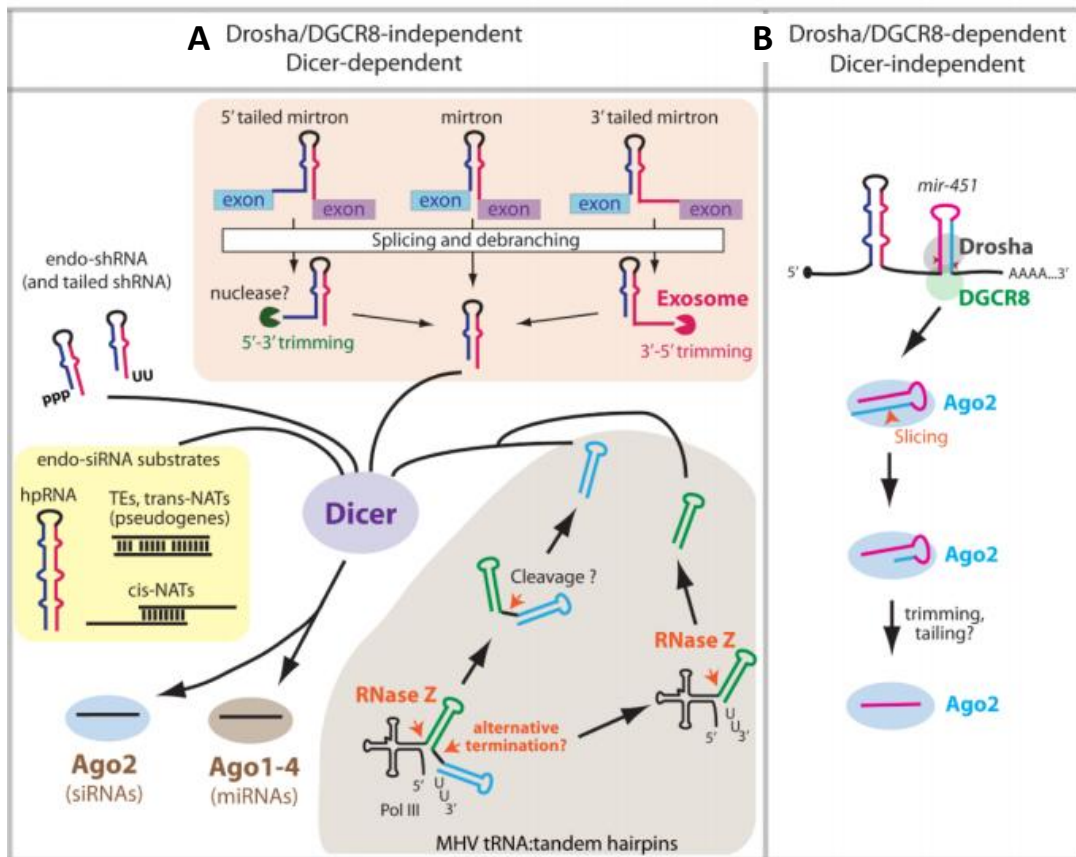 A Drosha/DGCR8-independent
Dicer-dependent
B Drosha/DGCR8-dependent
Dicer-independent
5' tailed mirtron
mirtron
3' tailed mirtron
exon
exon
exon
exon
exon
exon
Splicing and debranching
nuclease?
5'-3' trimming
Exosome
3'-5' trimming
endo-shRNA
(and tailed shRNA)
ppp
UU
endo-siRNA substrates
hpRNA
TEs, trans-NATs
(pseudogenes)
cis-NATs
Dicer
Ago2
(siRNAs)
Ago1-4
(miRNAs)
Cleavage ?
RNase Z
alternative
termination?
5'
U
U
3'
Pol III
RNase Z
5'
U
U
3'
MHV tRNA:tandem hairpins
mir-451
Drosha
5'
AAAA...3'
DGCR8
Ago2
Slicing
Ago2
trimming,
tailing?
Ago2